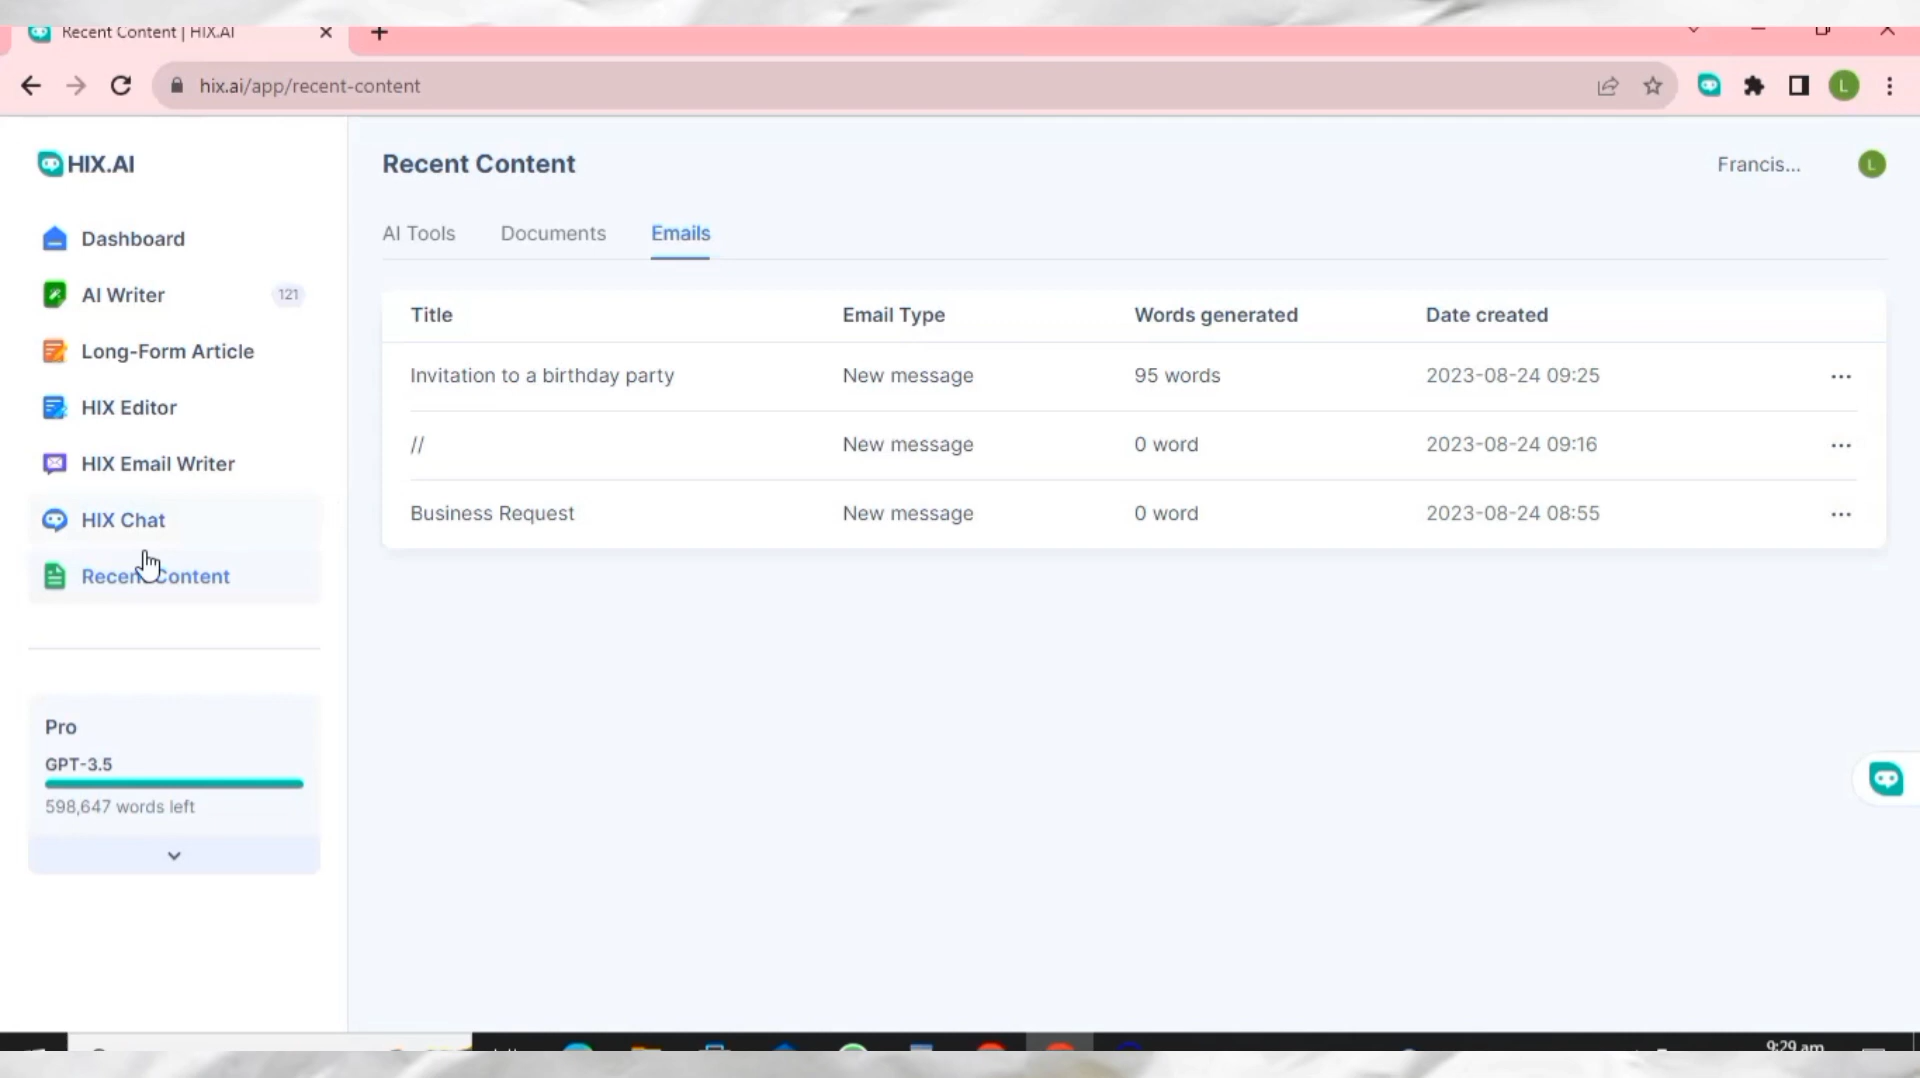 Recent Content | HIX.AI
hix.ai/app/recent-content
L
HIX.AI
Recent Content
Francis...
L
Dashboard
AI Writer 121
Long-Form Article
HIX Editor
HIX Email Writer
HIX Chat
Recent Content
AI Tools Documents Emails
Title Email Type Words generated Date created
Invitation to a birthday party New message 95 words 2023-08-24 09:25 ...
// New message 0 word 2023-08-24 09:16 ...
Business Request New message 0 word 2023-08-24 08:55 ...
Pro
GPT-3.5
598,647 words left
9:29 am